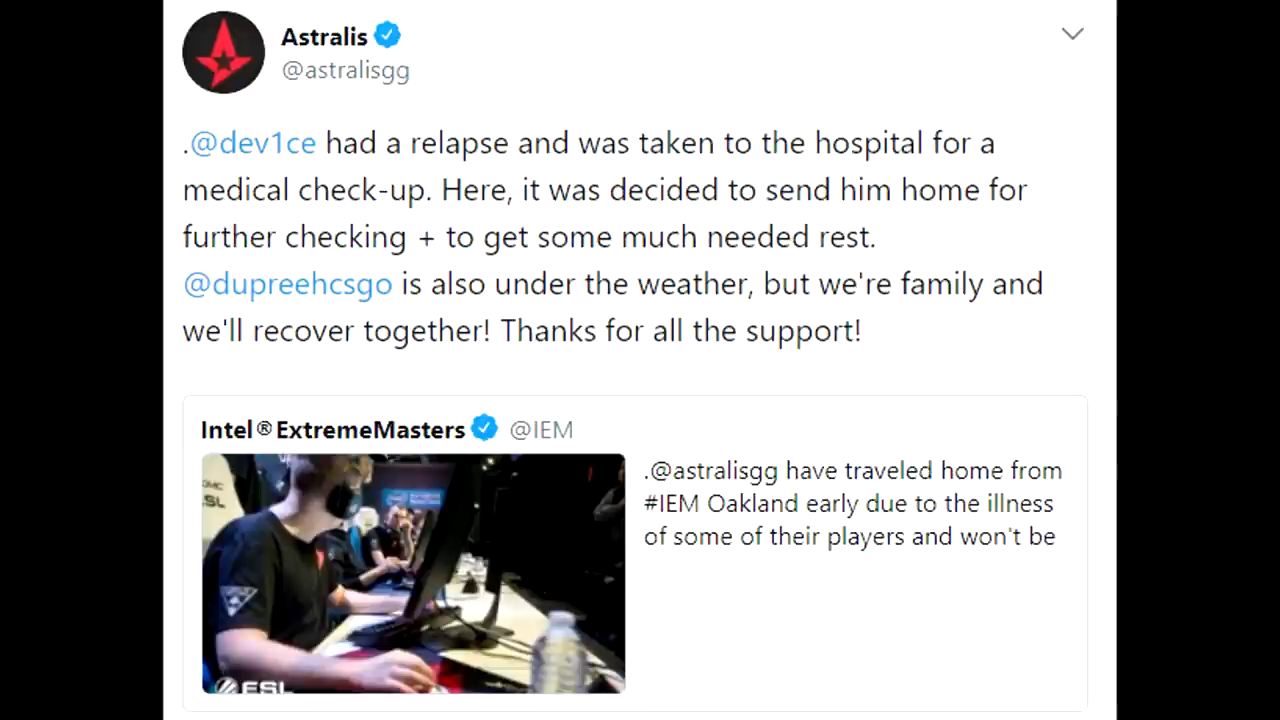 Astralis
@astralisgg
.@dev1ce had a relapse and was taken to the hospital for a
medical check-up. Here, it was decided to send him home for
further checking + to get some much needed rest.
@dupreehcsgo is also under the weather, but we're family and
we'll recover together! Thanks for all the support!
Intel®ExtremeMasters @IEM
.@astralisgg have traveled home from
#IEM Oakland early due to the illness
of some of their players and won't be
ESL